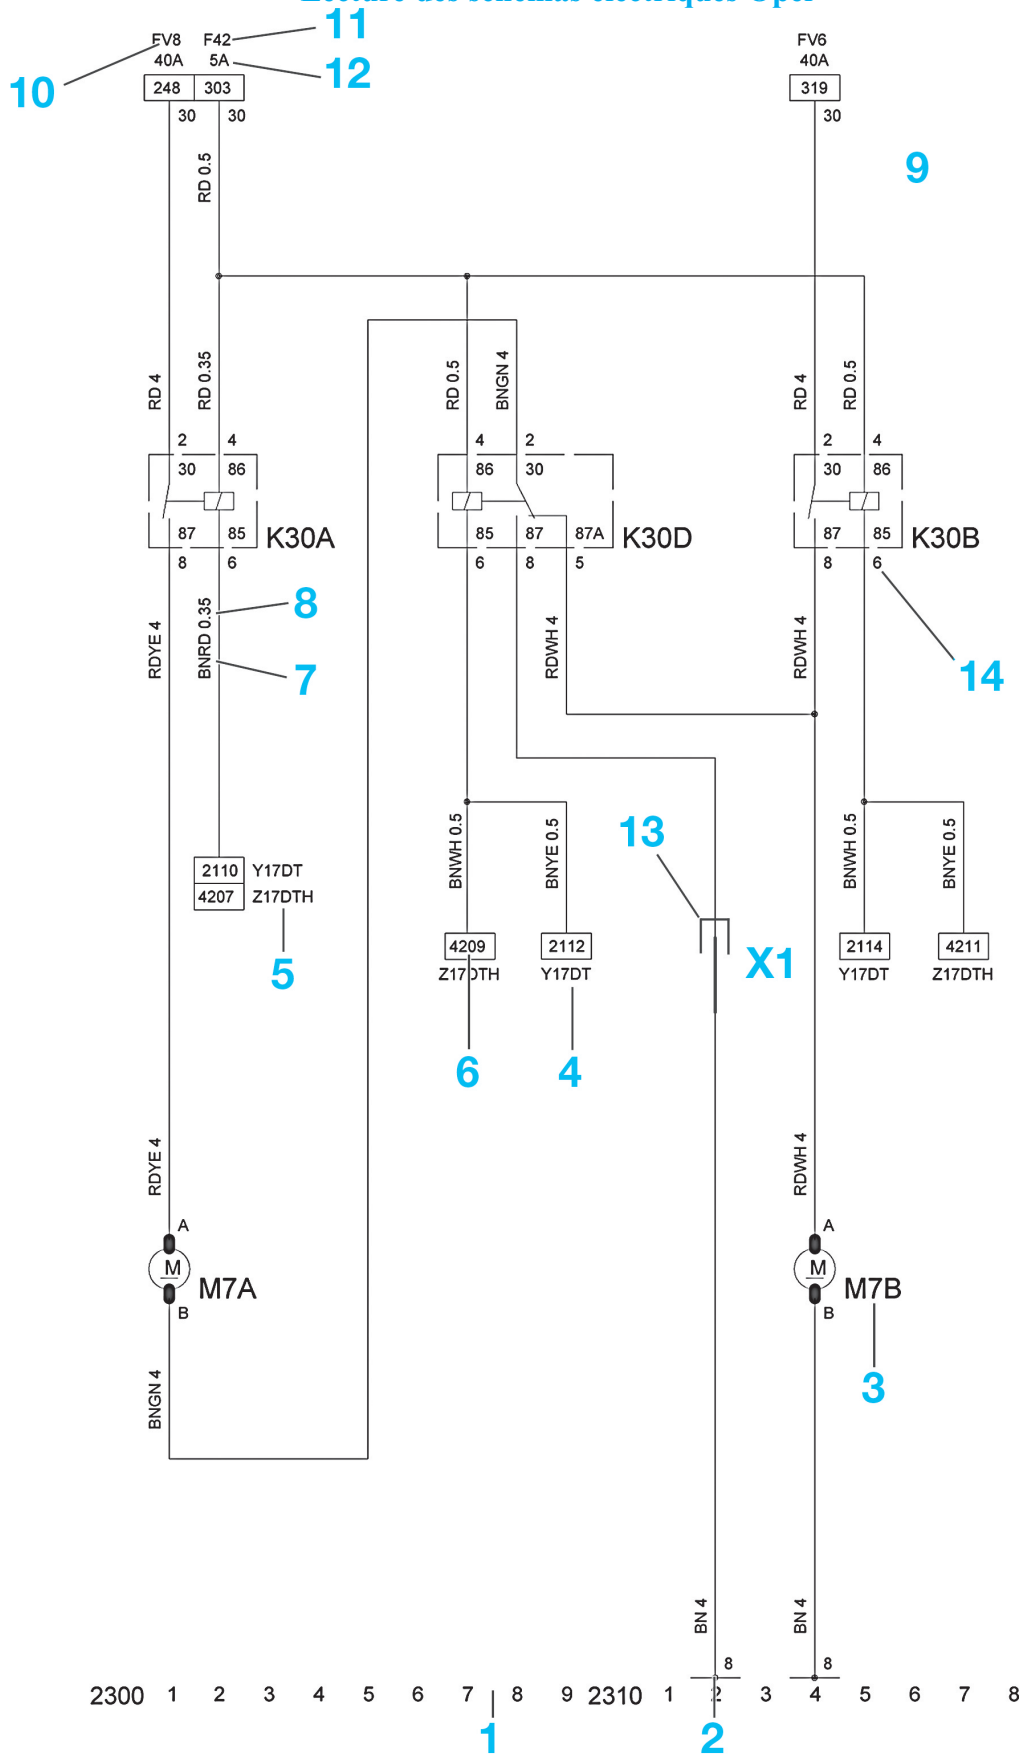 Lecture des schémas électriques Opel
11
FV8 F42
40A 5A
12
10
248 303
30 30
FV6
40A
319
30
9
RD 0.5
RD 4
RD 0.35
RD 0.5
BNGN 4
RD 4
RD 0.5
2 4
30 86
87 85
K30A
8 6
4 2
86 30
85 87 87A
K30D
6 8 5
2 4
30 86
87 85
K30B
8 6
8
7
14
RDYE 4
BNRD 0.35
RDWH 4
RDWH 4
13
BNWH 0.5
BNYE 0.5
BNWH 0.5
BNYE 0.5
2110 Y17DT
4207 Z17DTH
5
4209
Z17DTH
6
2112
Y17DT
4
X1
2114
Y17DT
4211
Z17DTH
RDYE 4
RDWH 4
A
M
M7A
B
A
M
M7B
B
3
BNGN 4
BN 4
BN 4
8
8
2300 1 2 3 4 5 6 7 8 9 2310 1 2 3 4 5 6 7 8
1
2